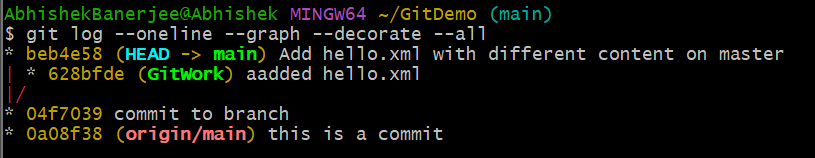 AbhishekBanerjee@Abhishek MINGW64 ~/GitDemo (main)
$ git log --oneline --graph --decorate --all
* beb4e58 (HEAD -> main) Add hello.xml with different content on master
| * 628bfde (GitWork) aadded hello.xml
|/
* 04f7039 commit to branch
* 0a08f38 (origin/main) this is a commit